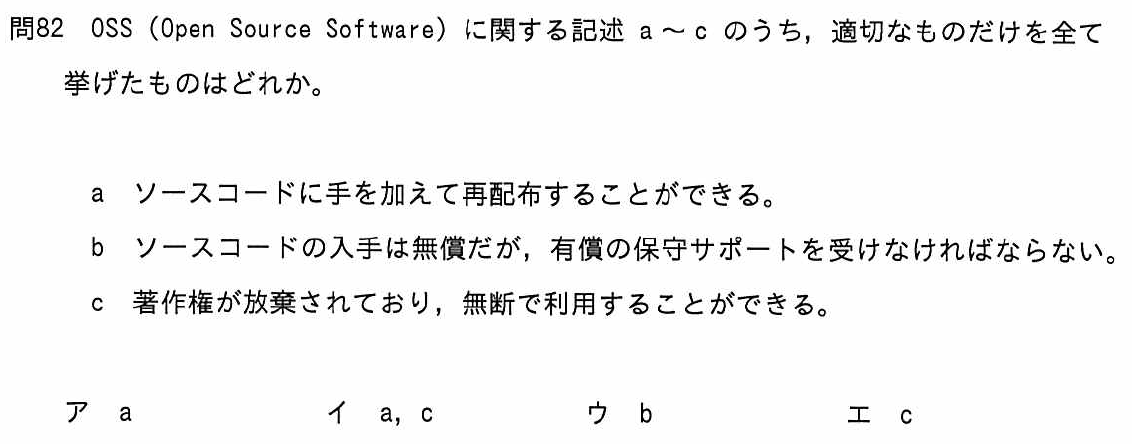 問82 OSS（Open Source Software）に関する記述 a～c のうち，適切なものだけを全て
挙げたものはどれか。
a ソースコードに手を加えて再配布することができる。
b ソースコードの入手は無償だが，有償の保守サポートを受けなければならない。
c 著作権が放棄されており，無断で利用することができる。
ア a イ a, c ウ b エ c